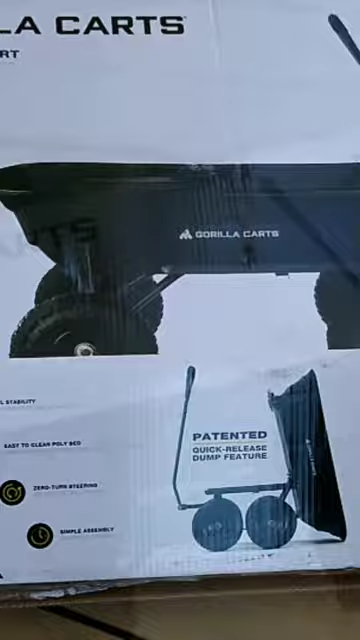 LA CARTS
RT
GORILLA CARTS
L STABILITY
EASY TO CLEAN POLY BED
ZERO-TURN STEERING
SIMPLE ASSEMBLY
PATENTED
QUICK-RELEASE
DUMP FEATURE